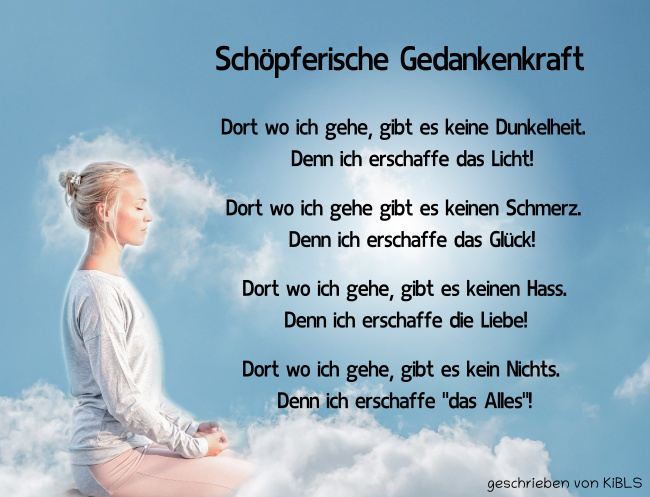 Schöpferische Gedankenkraft
Dort wo ich gehe, gibt es keine Dunkelheit.
Denn ich erschaffe das Licht!
Dort wo ich gehe gibt es keinen Schmerz.
Denn ich erschaffe das Glück!
Dort wo ich gehe, gibt es keinen Hass.
Denn ich erschaffe die Liebe!
Dort wo ich gehe, gibt es kein Nichts.
Denn ich erschaffe "das Alles"!
geschrieben von KiBLS